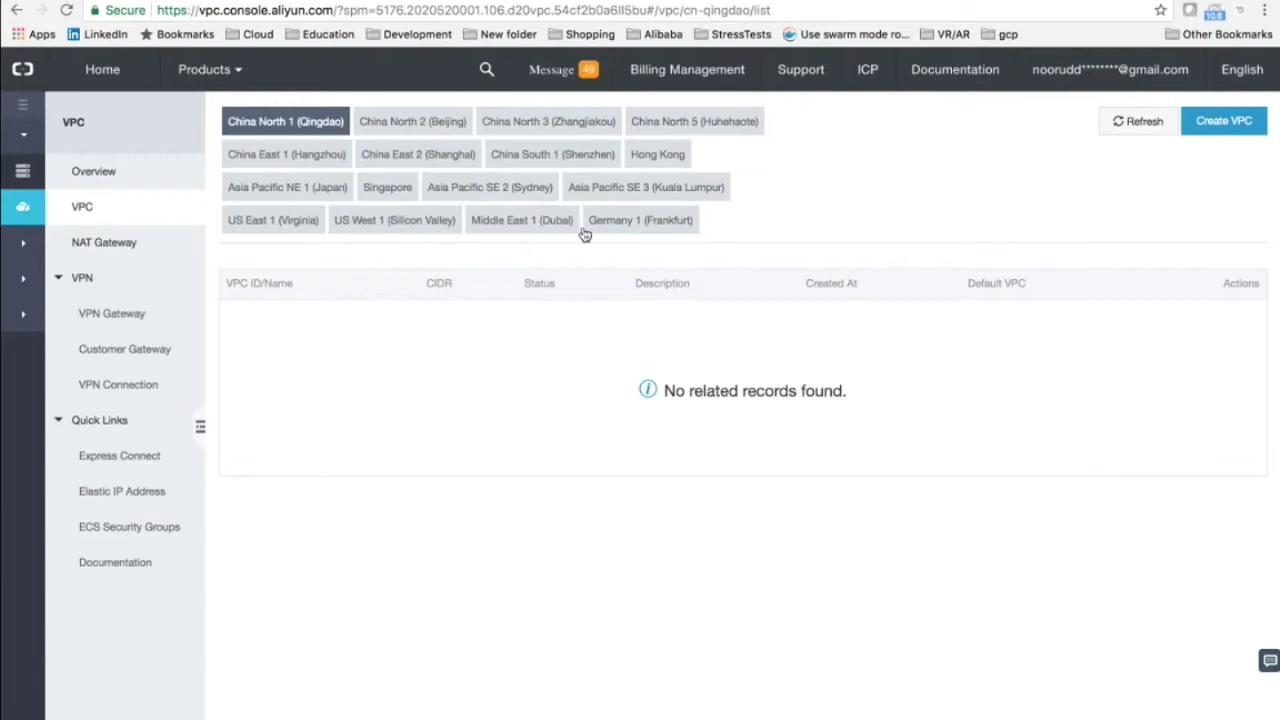 Secure https://vpc.console.aliyun.com/?spm=5176.2020520001.106.d20vpc.54cf2b0a6II5bu#/vpc/cn-qingdao/list
10.6
Apps LinkedIn Bookmarks Cloud Education Development New folder Shopping Alibaba StressTests Use swarm mode ro... VR/AR gcp Other Bookmarks
Home Products Message 49 Billing Management Support ICP Documentation noorudd********@gmail.com English
VPC
Overview
VPC
NAT Gateway
VPN
VPN Gateway
Customer Gateway
VPN Connection
Quick Links
Express Connect
Elastic IP Address
ECS Security Groups
Documentation
China North 1 (Qingdao) China North 2 (Beijing) China North 3 (Zhangjiakou) China North 5 (Huhehaote)
Refresh Create VPC
China East 1 (Hangzhou) China East 2 (Shanghai) China South 1 (Shenzhen) Hong Kong
Asia Pacific NE 1 (Japan) Singapore Asia Pacific SE 2 (Sydney) Asia Pacific SE 3 (Kuala Lumpur)
US East 1 (Virginia) US West 1 (Silicon Valley) Middle East 1 (Dubai) Germany 1 (Frankfurt)
VPC ID/Name CIDR Status Description Created At Default VPC Actions
No related records found.